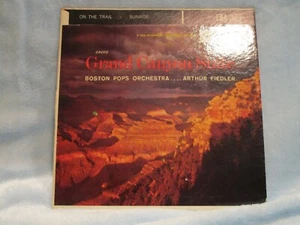 ON THE TRAIL SUNRISE
Grand Canyon Suite
BOSTON POPS ORCHESTRA ... ARTHUR FIEDLER